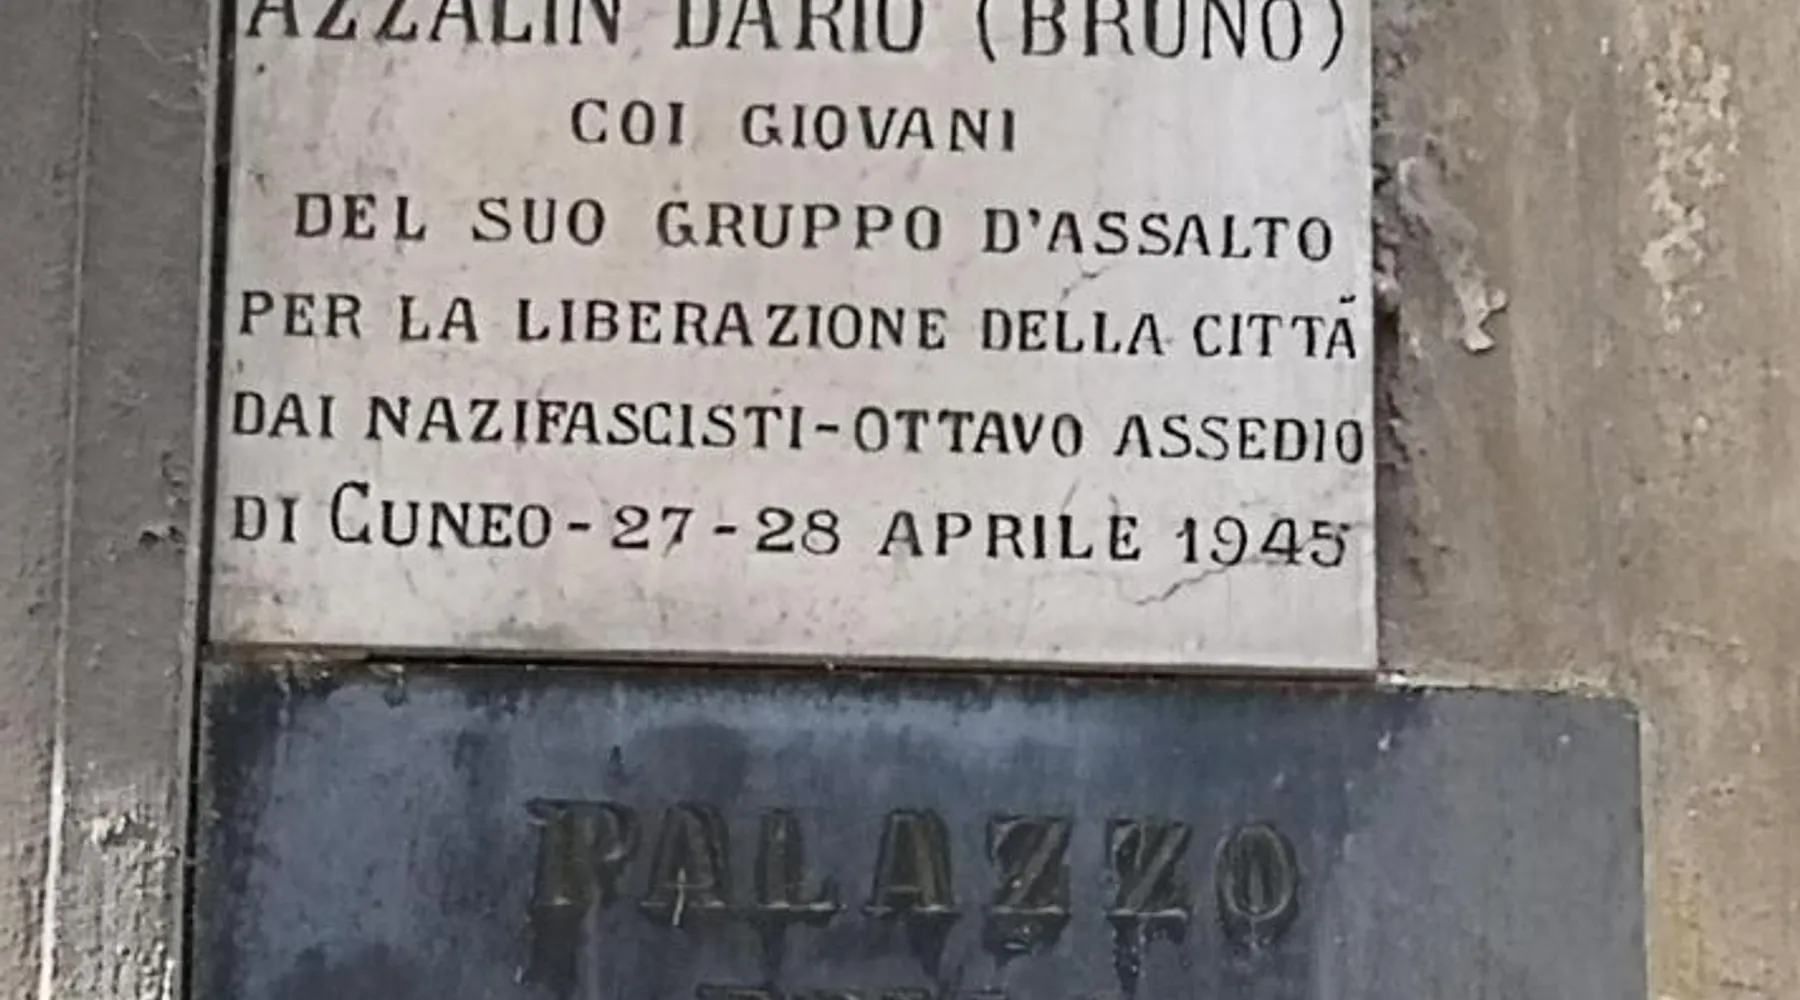 AZZALIN DARIO (BRUNO)
COI GIOVANI
DEL SUO GRUPPO D'ASSALTO
PER LA LIBERAZIONE DELLA CITTÀ
DAI NAZIFASCISTI-OTTAVO ASSEDIO
DI CUNEO-27-28 APRILE 1945
PALAZZO